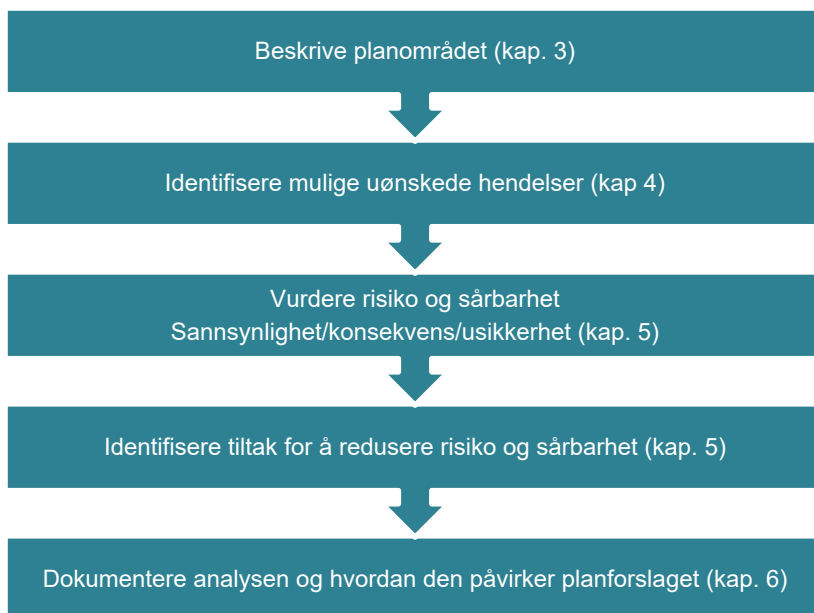 Beskrive planområdet (kap. 3)
Identifisere mulige uønskede hendelser (kap 4)
Vurdere risiko og sårbarhet
Sannsynlighet/konsekvens/usikkerhet (kap. 5)
Identifisere tiltak for å redusere risiko og sårbarhet (kap. 5)
Dokumentere analysen og hvordan den påvirker planforslaget (kap. 6)